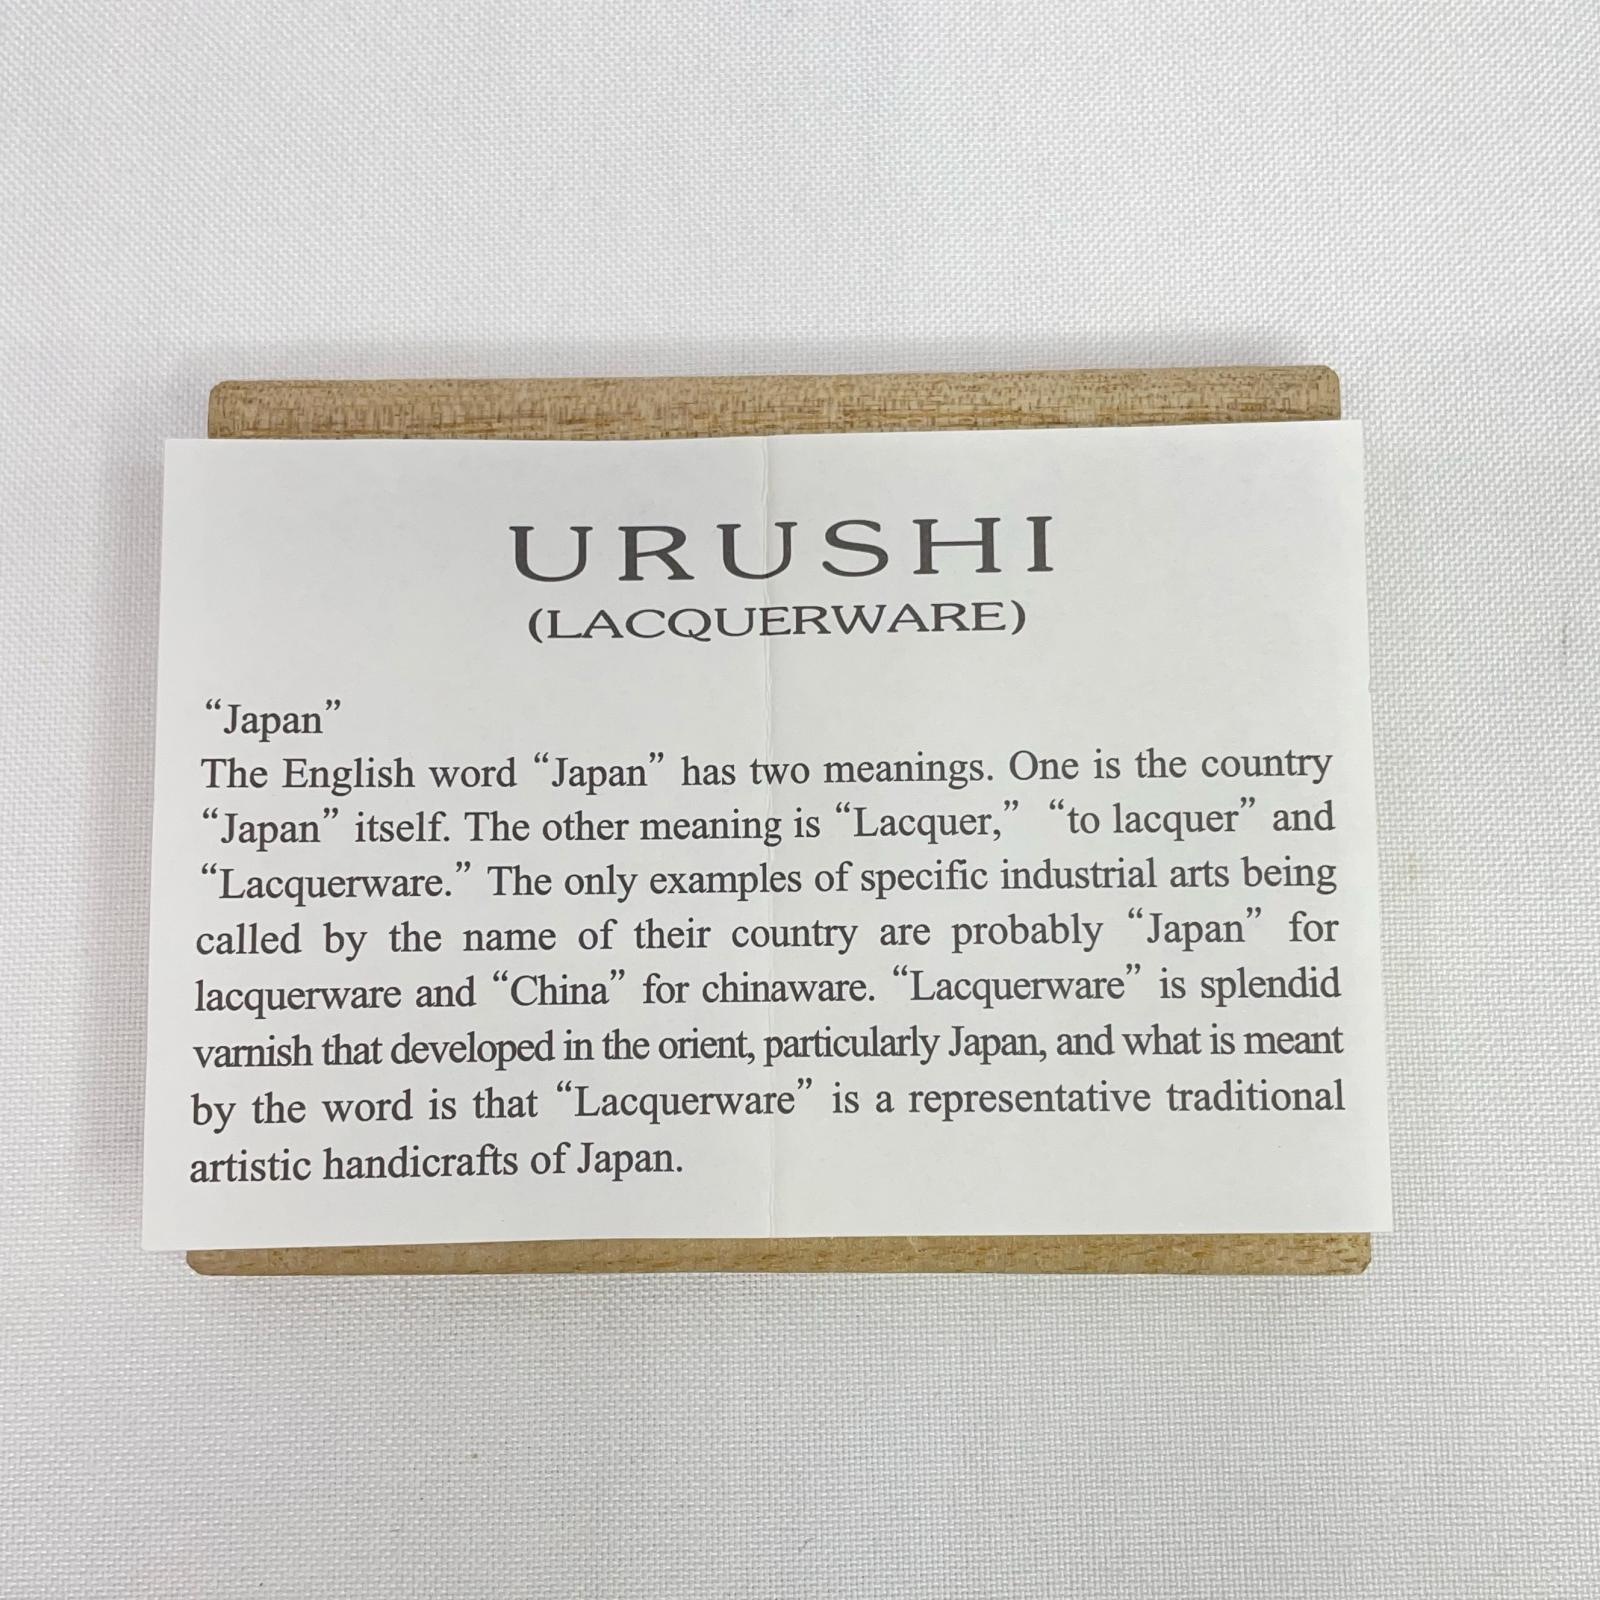 URUSHI
(LACQUERWARE)
“Japan”
The English word “Japan” has two meanings. One is the country
“Japan” itself. The other meaning is “Lacquer,” “to lacquer” and
“Lacquerware.” The only examples of specific industrial arts being
called by the name of their country are probably “Japan” for
lacquerware and “China” for chinaware. “Lacquerware” is splendid
varnish that developed in the orient, particularly Japan, and what is meant
by the word is that “Lacquerware” is a representative traditional
artistic handicrafts of Japan.